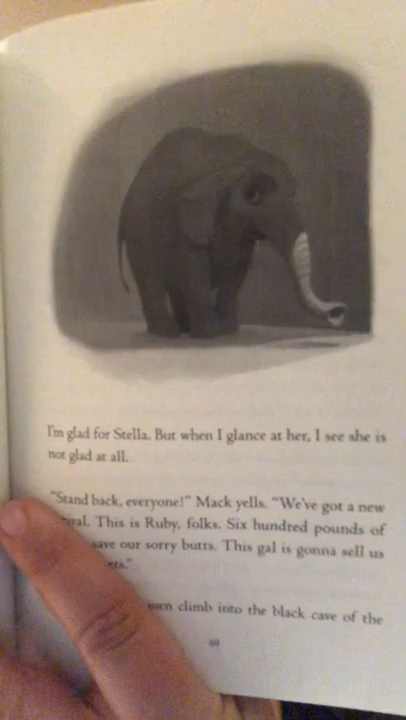 I'm glad for Stella. But when I glance at her, I see she is
not glad at all.
"Stand back, everyone!" Mack yells. "We've got a new
This is Ruby, folks. Six hundred pounds of
save our sorry butts. This gal is gonna sell us
climb into the black cave of the